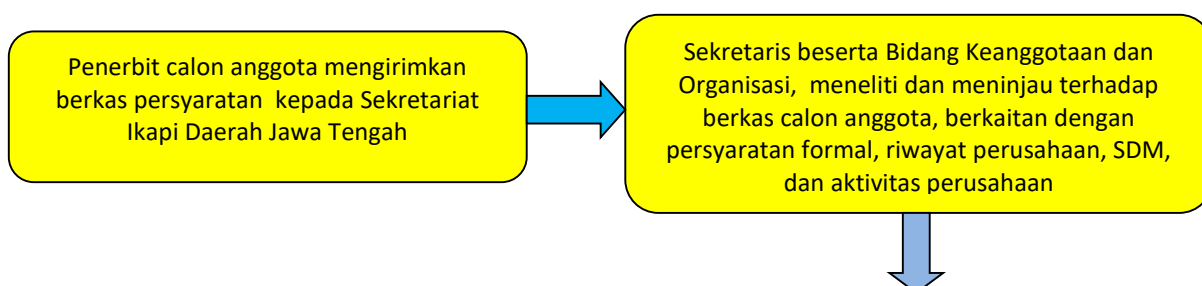 Penerbit calon anggota mengirimkan
berkas persyaratan kepada Sekretariat
Ikapi Daerah Jawa Tengah
Sekretaris beserta Bidang Keanggotaan dan
Organisasi, meneliti dan meninjau terhadap
berkas calon anggota, berkaitan dengan
persyaratan formal, riwayat perusahaan, SDM,
dan aktivitas perusahaan